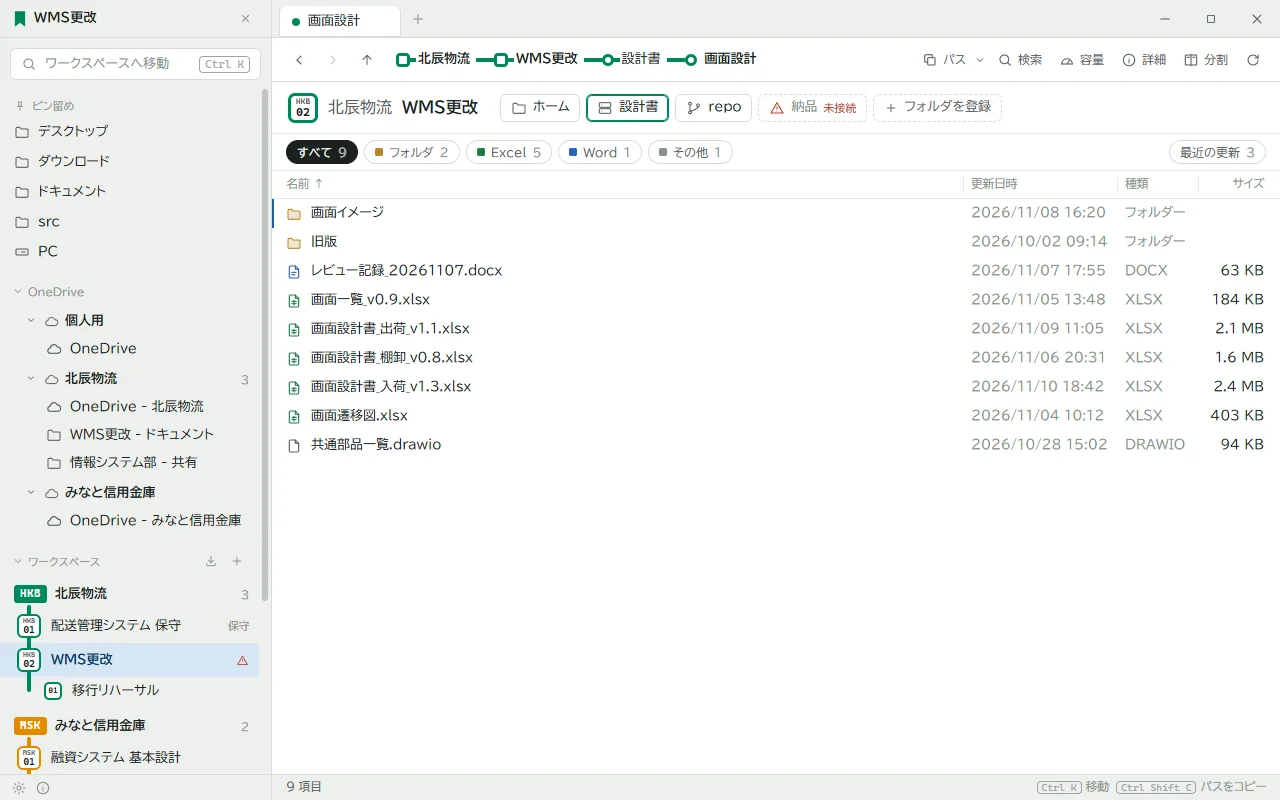 WMS更改
画面設計
ワークスペースへ移動 Ctrl K
北辰物流 WMS更改 設計書 画面設計
パス 検索 容量 詳細 分割
ピン留め
デスクトップ
ダウンロード
ドキュメント
src
PC
OneDrive
個人用
OneDrive
北辰物流 3
OneDrive - 北辰物流
WMS更改 - ドキュメント
情報システム部 - 共有
みなと信用金庫
OneDrive - みなと信用金庫
ワークスペース
HKB 北辰物流 3
HKB 01 配送管理システム 保守 保守
HKB 02 WMS更改
01 移行リハーサル
MSK みなと信用金庫 2
MSK 01 融資システム 基本設計
HKB 02 北辰物流 WMS更改 ホーム 設計書 repo 納品 未接続 + フォルダを登録
すべて 9 フォルダ 2 Excel 5 Word 1 その他 1 最近の更新 3
名前 ↑ 更新日時 種類 サイズ
画面イメージ 2026/11/08 16:20 フォルダー
旧版 2026/10/02 09:14 フォルダー
レビュー記録_20261107.docx 2026/11/07 17:55 DOCX 63 KB
画面一覧_v0.9.xlsx 2026/11/05 13:48 XLSX 184 KB
画面設計書_出荷_v1.1.xlsx 2026/11/09 11:05 XLSX 2.1 MB
画面設計書_棚卸_v0.8.xlsx 2026/11/06 20:31 XLSX 1.6 MB
画面設計書_入荷_v1.3.xlsx 2026/11/10 18:42 XLSX 2.4 MB
画面遷移図.xlsx 2026/11/04 10:12 XLSX 403 KB
共通部品一覧.drawio 2026/10/28 15:02 DRAWIO 94 KB
9 項目 Ctrl K 移動 Ctrl Shift C パスをコピー